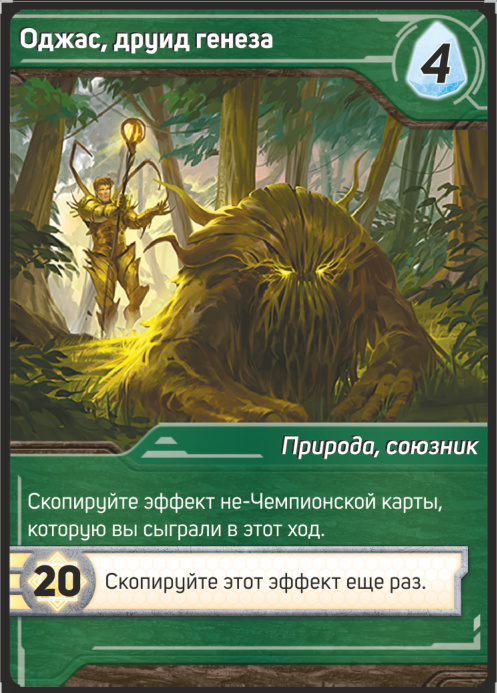 Оджас, друид генеза
4
Природа, союзник
Скопируйте эффект не-Чемпионской карты,
которую вы сыграли в этот ход.
20 Скопируйте этот эффект еще раз.